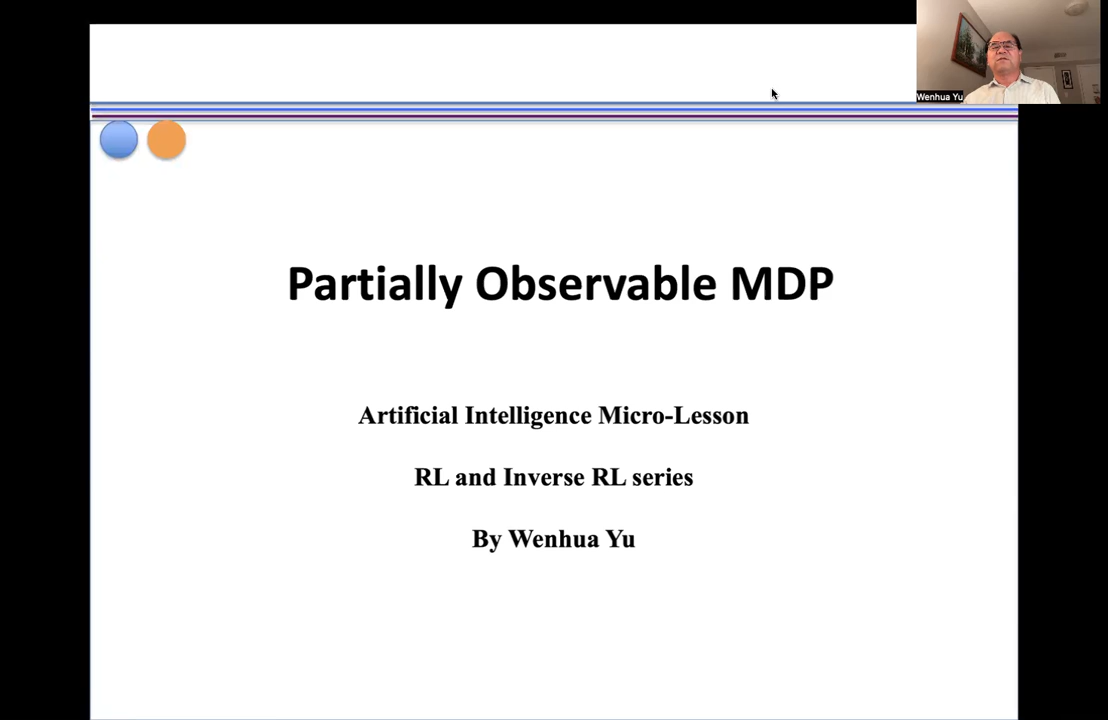 Wenhua Yu
Partially Observable MDP
Artificial Intelligence Micro-Lesson
RL and Inverse RL series
By Wenhua Yu